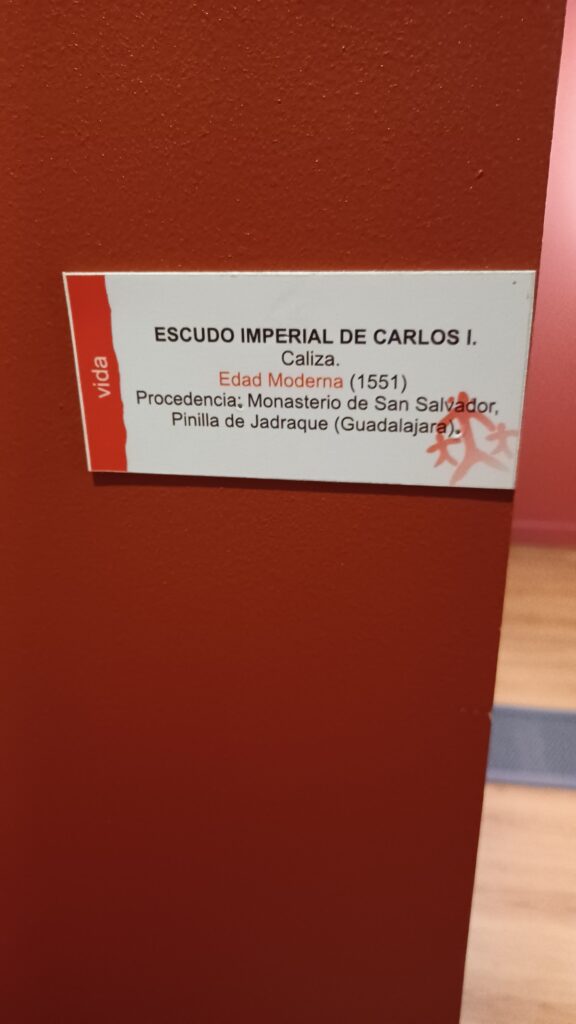 vida
ESCUDO IMPERIAL DE CARLOS I.
Caliza.
Edad Moderna (1551)
Procedencia: Monasterio de San Salvador,
Pinilla de Jadraque (Guadalajara).